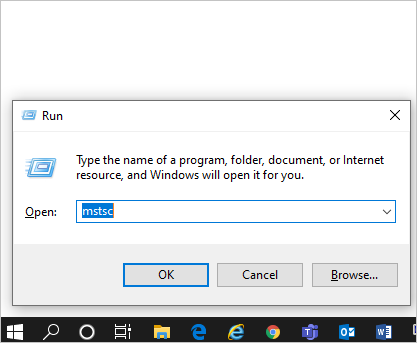 Run
Type the name of a program, folder, document, or Internet
resource, and Windows will open it for you.
Open:
mstsc
OK
Cancel
Browse...